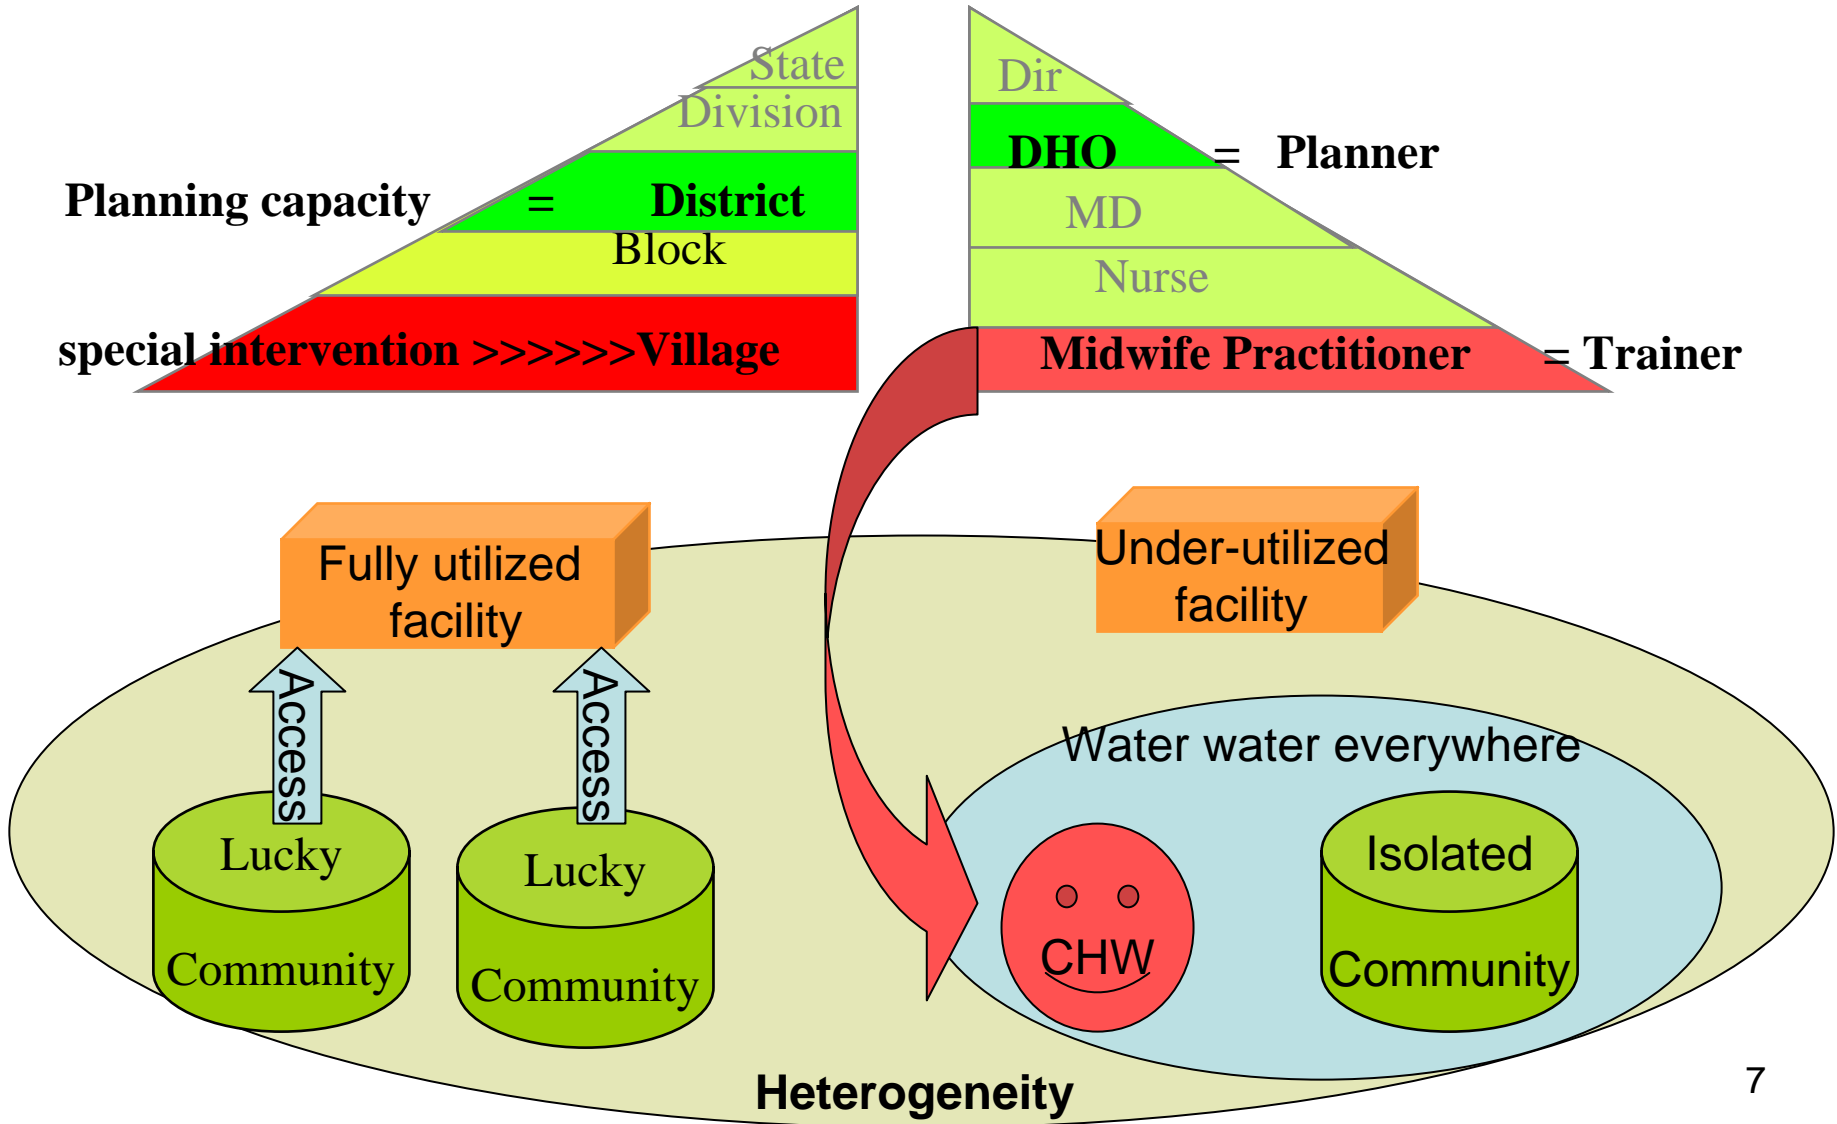 State
Division
Planning capacity = District
Block
special intervention >>>>>>Village
Dir
DHO = Planner
MD
Nurse
Midwife Practitioner = Trainer
Fully utilized
facility
Under-utilized
facility
Access
Access
Water water everywhere
Lucky
Community
Lucky
Community
CHW
Isolated
Community
Heterogeneity
7